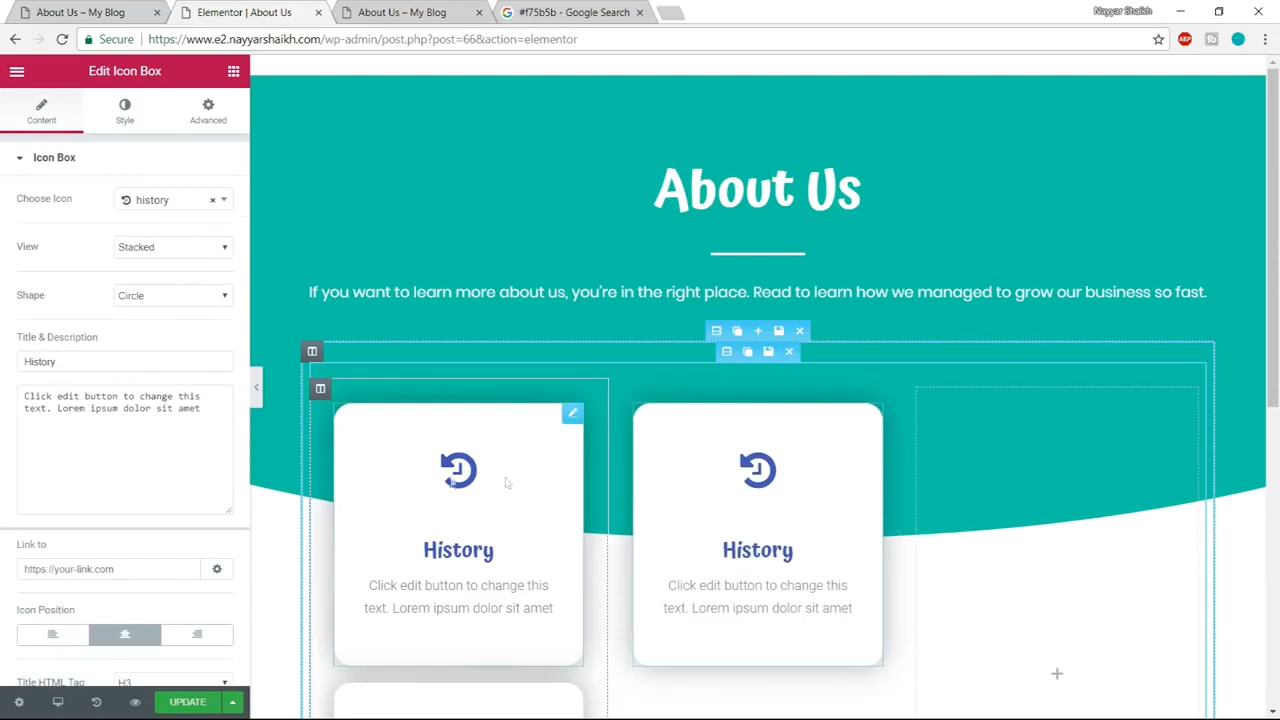 About Us – My Blog
Elementor | About Us
About Us – My Blog
#f75b5b - Google Search
Nayyar Shaikh
Secure
https://www.e2.nayyarshaikh.com/wp-admin/post.php?post=66&action=elementor
ABP
Edit Icon Box
Content
Style
Advanced
Icon Box
Choose Icon
history
View
Stacked
Shape
Circle
Title & Description
History
Click edit button to change this
text. Lorem ipsum dolor sit amet
Link to
https://your-link.com
Icon Position
Title HTML Tag
H3
UPDATE
About Us
If you want to learn more about us, you're in the right place. Read to learn how we managed to grow our business so fast.
History
Click edit button to change this
text. Lorem ipsum dolor sit amet
History
Click edit button to change this
text. Lorem ipsum dolor sit amet